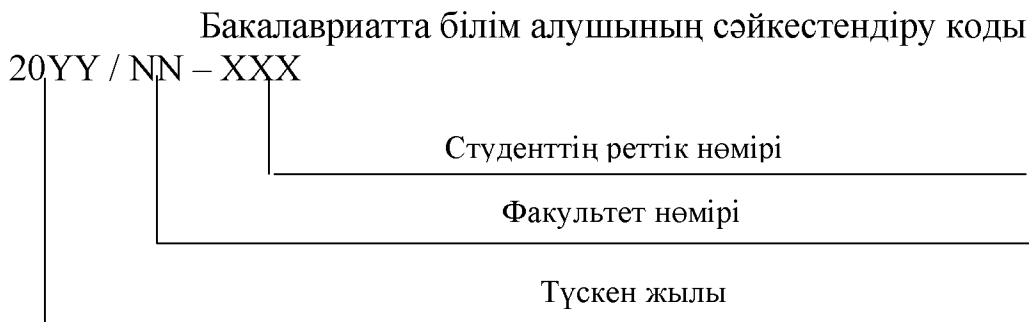 Бакалавриатта білім алушының сәйкестендіру коды
20YY / NN – XXX
Студенттің реттік нөмірі
Факультет нөмірі
Түскен жылы